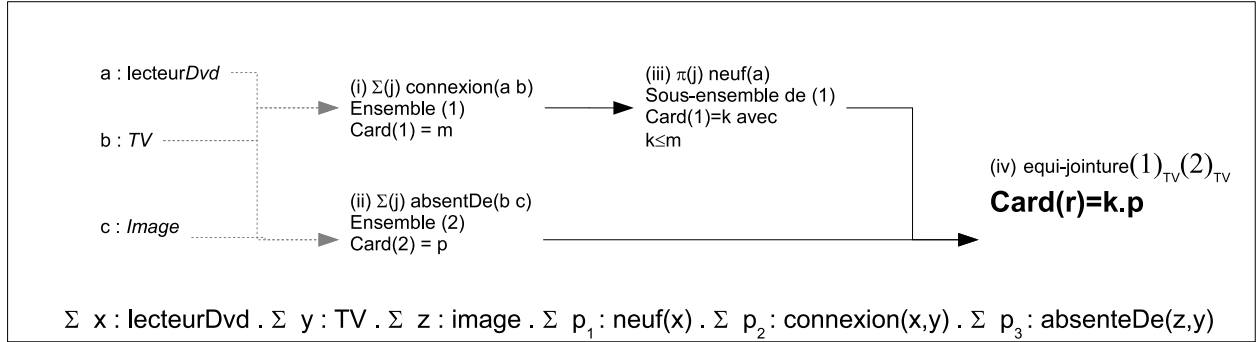 a : lecteurDvd
b : TV
c : Image
(i) Σ(j) connexion(a b)
Ensemble (1)
Card(1) = m
(ii) Σ(j) absentDe(b c)
Ensemble (2)
Card(2) = p
(iii) π(j) neuf(a)
Sous-ensemble de (1)
Card(1)=k avec
k≤m
(iv) equi-jointure(1)TV(2)TV
Card(r)=k.p
Σ x : lecteurDvd . Σ y : TV . Σ z : image . Σ p1 : neuf(x) . Σ p2 : connexion(x,y) . Σ p3 : absenteDe(z,y)